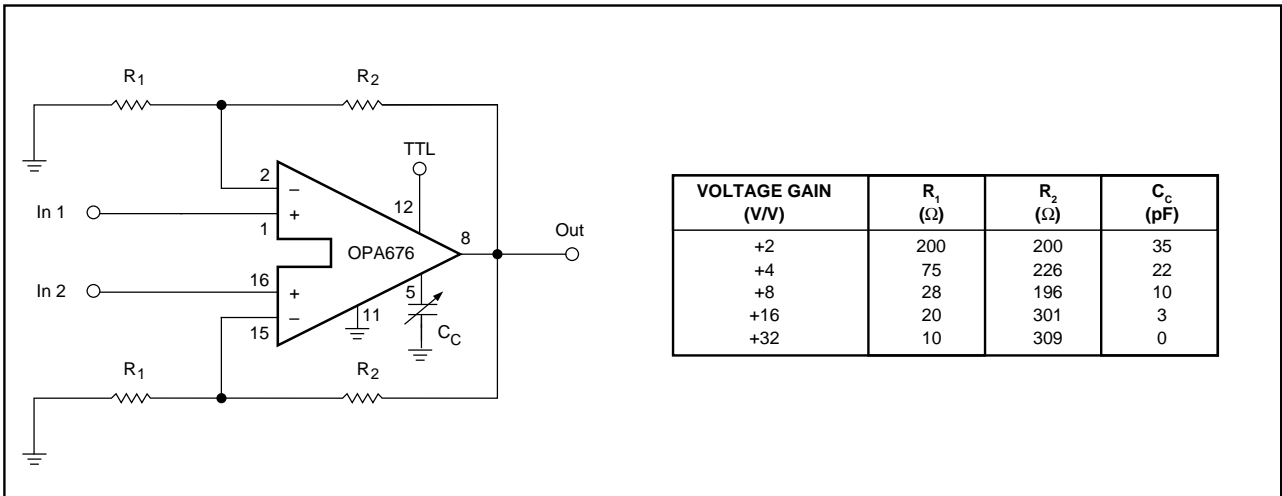 R1
R2
TTL
2
–
12
In 1
+
1
8
Out
OPA676
16
In 2
+
5
–
11
15
CC
R1
R2
VOLTAGE GAIN (V/V) R1 (Ω) R2 (Ω) CC (pF)
+2 200 200 35
+4 75 226 22
+8 28 196 10
+16 20 301 3
+32 10 309 0